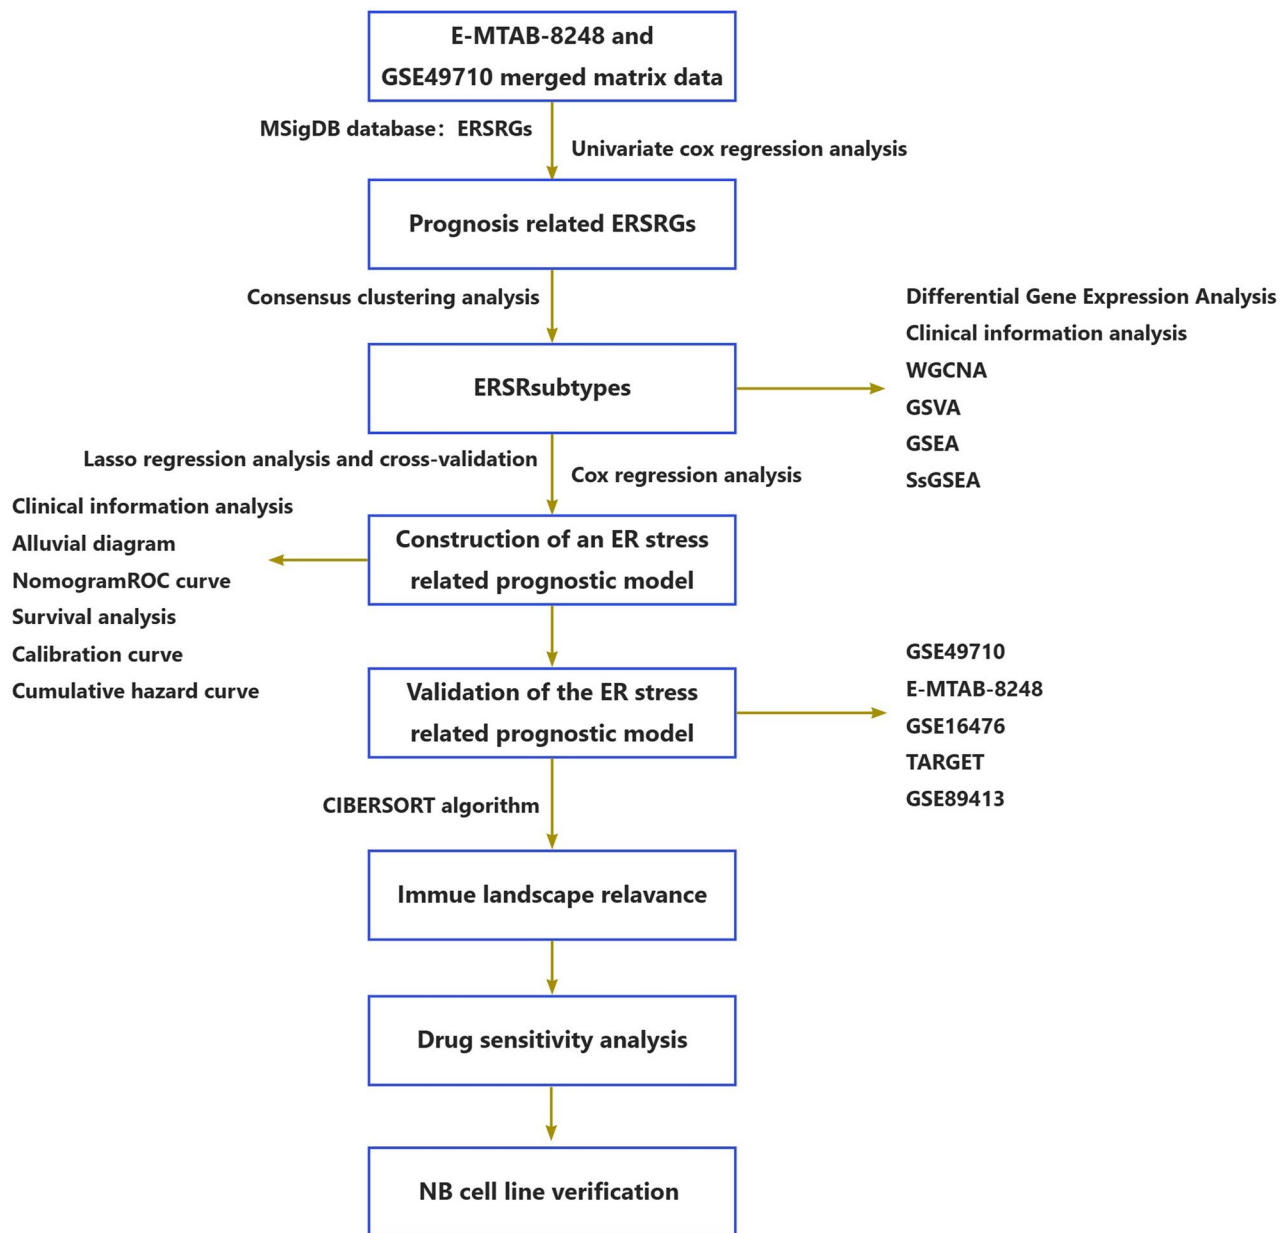 E-MTAB-8248 and
GSE49710 merged matrix data
MSigDB database：ERSRGs
Univariate cox regression analysis
Prognosis related ERSRGs
Consensus clustering analysis
ERSRsubtypes
Differential Gene Expression Analysis
Clinical information analysis
WGCNA
GSVA
GSEA
SsGSEA
Lasso regression analysis and cross-validation
Cox regression analysis
Construction of an ER stress
related prognostic model
Clinical information analysis
Alluvial diagram
NomogramROC curve
Survival analysis
Calibration curve
Cumulative hazard curve
Validation of the ER stress
related prognostic model
GSE49710
E-MTAB-8248
GSE16476
TARGET
GSE89413
CIBERSORT algorithm
Immue landscape relavance
Drug sensitivity analysis
NB cell line verification